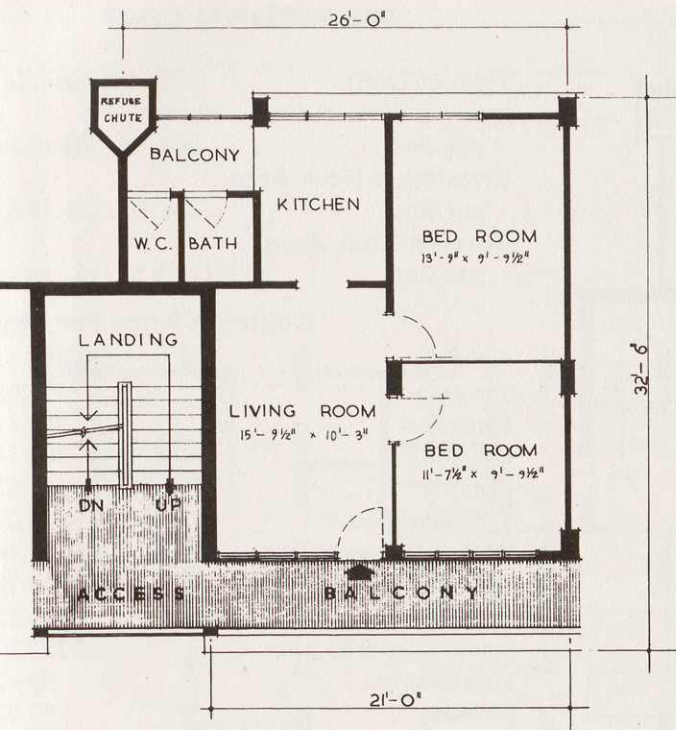 26'-0"
REFUSE
CHUTE
BALCONY
KITCHEN
W.C.
BATH
BED ROOM
13'-9" x 9'-9½"
LANDING
32'-6"
LIVING ROOM
15'-9½" x 10'-3"
BED ROOM
11'-7½" x 9'-9½"
DN
UP
ACCESS BALCONY
21'-0"